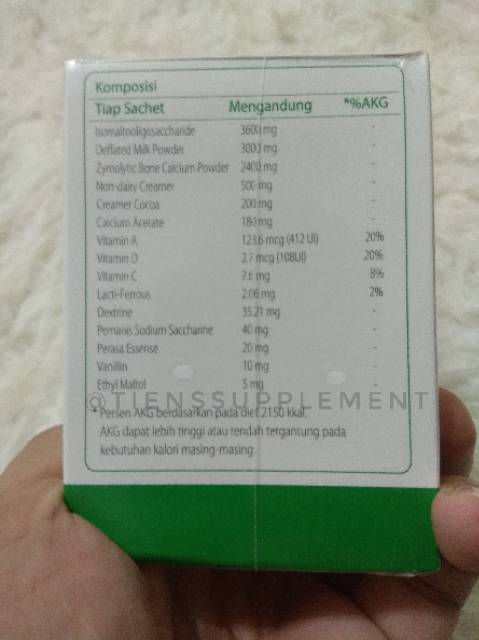 Komposisi
Tiap Sachet Mengandung *%AKG
Isomaltooligosaccharide 3600 mg -
Deffated Milk Powder 3000 mg -
Zymolytic Bone Calcium Powder 2400 mg -
Non-dairy Creamer 500 mg -
Creamer Cocoa 200 mg -
Calcium Acetate 180 mg -
Vitamin A 123.6 mcg (412 UI) 20%
Vitamin D 2.7 mcg (108UI) 20%
Vitamin C 7.6 mg 8%
Lacti-Ferrous 2.06 mg 2%
Dextrine 35.21 mg -
Pemanis Sodium Saccharine 40 mg -
Perasa Essense 20 mg -
Vanillin 10 mg -
Ethyl Maltol 5 mg -
@TIENSSUPPLEMENT
* Persen AKG berdasarkan pada diet 2150 kkal.
AKG dapat lebih tinggi atau rendah tergantung pada
kebutuhan kalori masing-masing